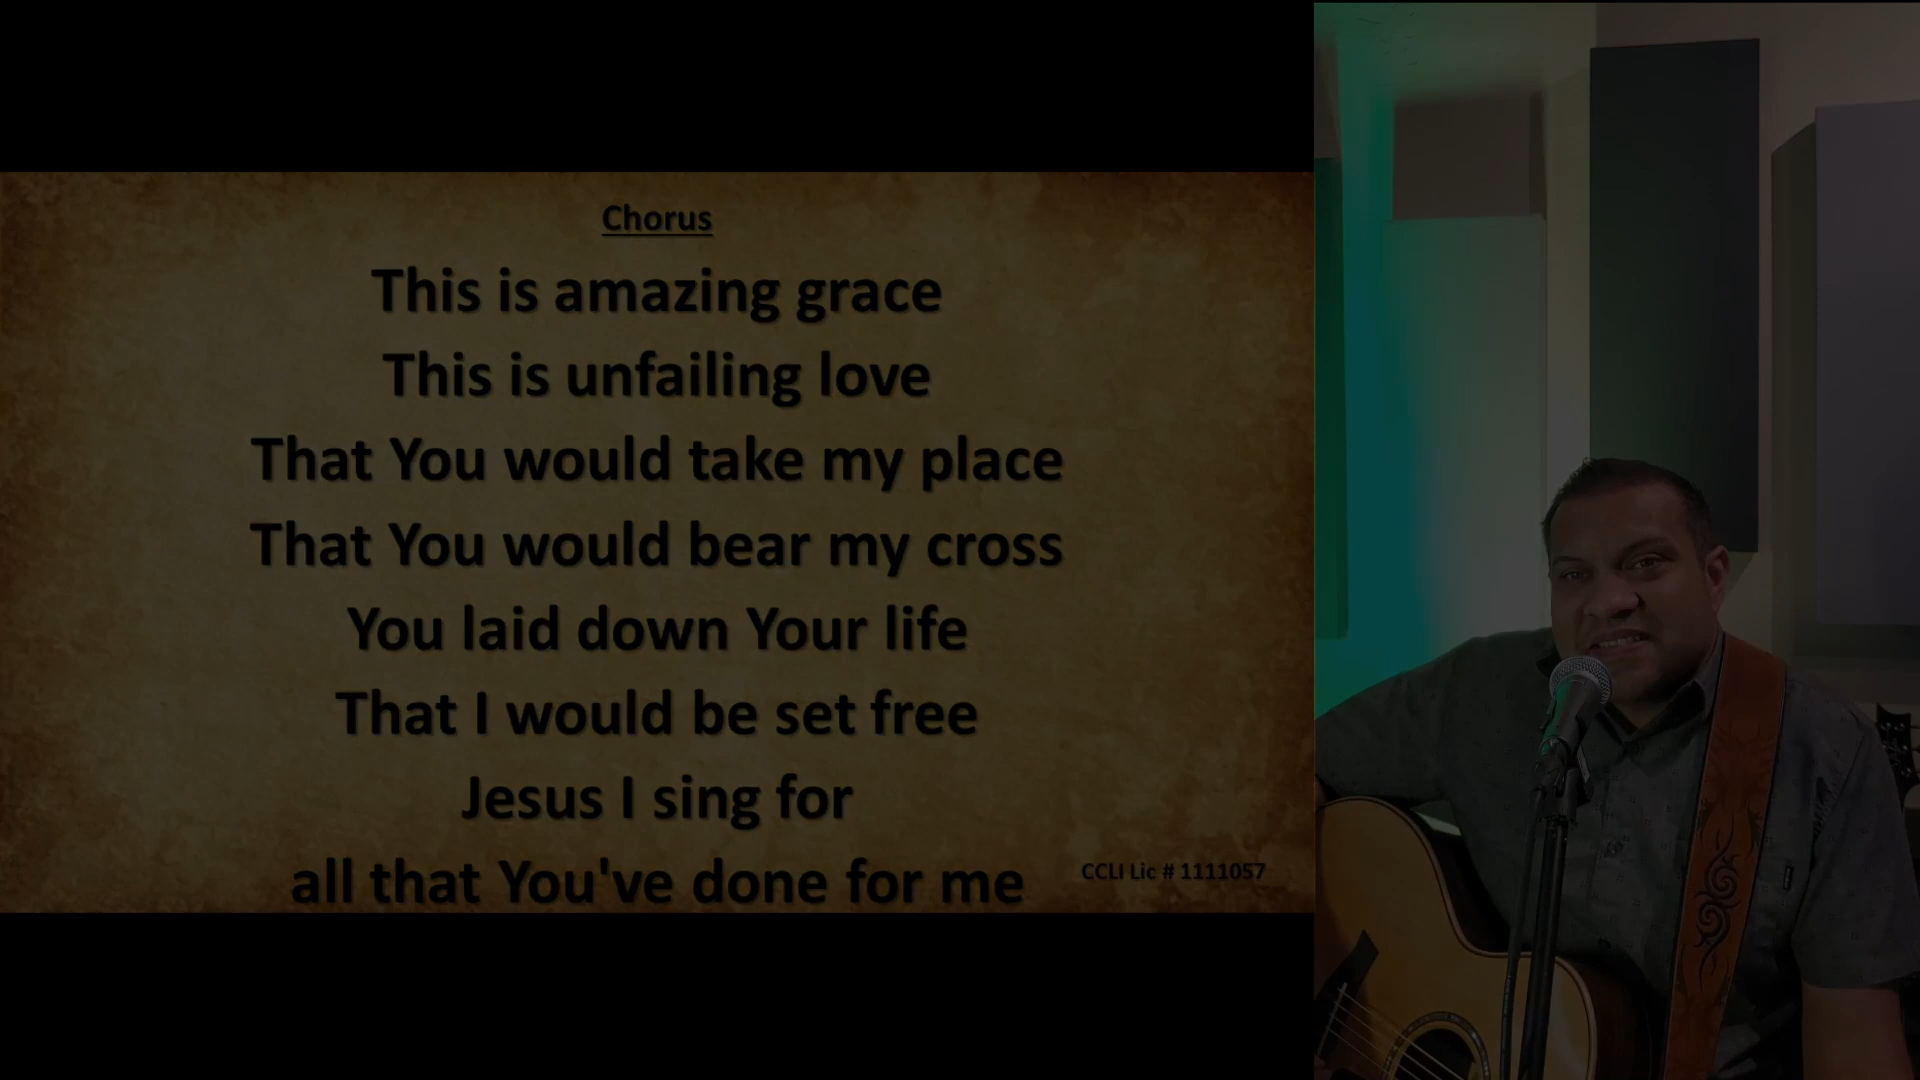 Chorus
This is amazing grace
This is unfailing love
That You would take my place
That You would bear my cross
You laid down Your life
That I would be set free
Jesus I sing for
all that You've done for me
CCLI Lic # 1111057